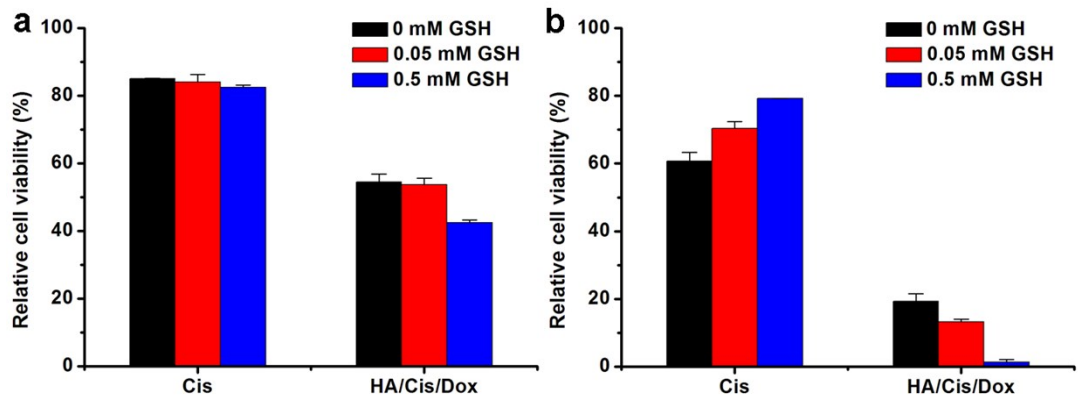 a
Relative cell viability (%)
100
80
60
40
20
0
0 mM GSH
0.05 mM GSH
0.5 mM GSH
Cis HA/Cis/Dox
b
Relative cell viability (%)
100
80
60
40
20
0
0 mM GSH
0.05 mM GSH
0.5 mM GSH
Cis HA/Cis/Dox